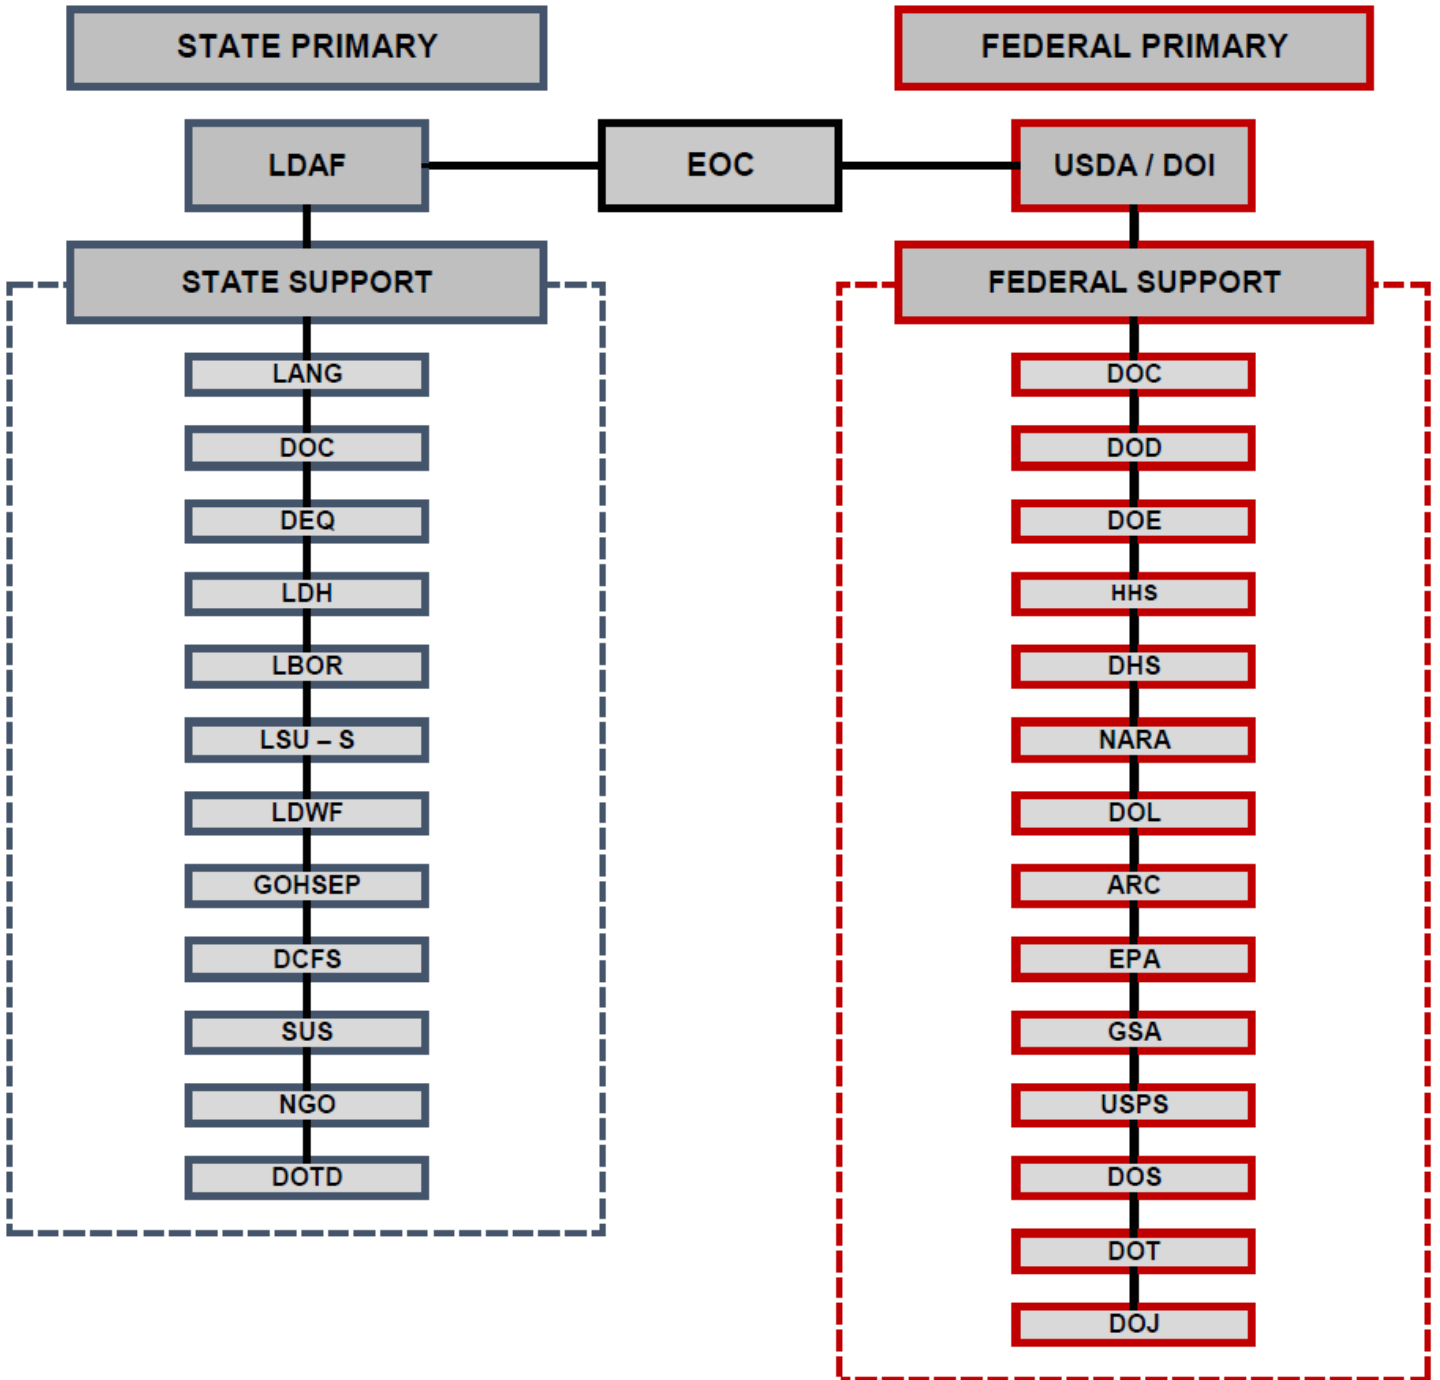 STATE PRIMARY
FEDERAL PRIMARY
LDAF
EOC
USDA / DOI
STATE SUPPORT
FEDERAL SUPPORT
LANG
DOC
DEQ
LDH
LBOR
LSU – S
LDWF
GOHSEP
DCFS
SUS
NGO
DOTD
DOC
DOD
DOE
HHS
DHS
NARA
DOL
ARC
EPA
GSA
USPS
DOS
DOT
DOJ